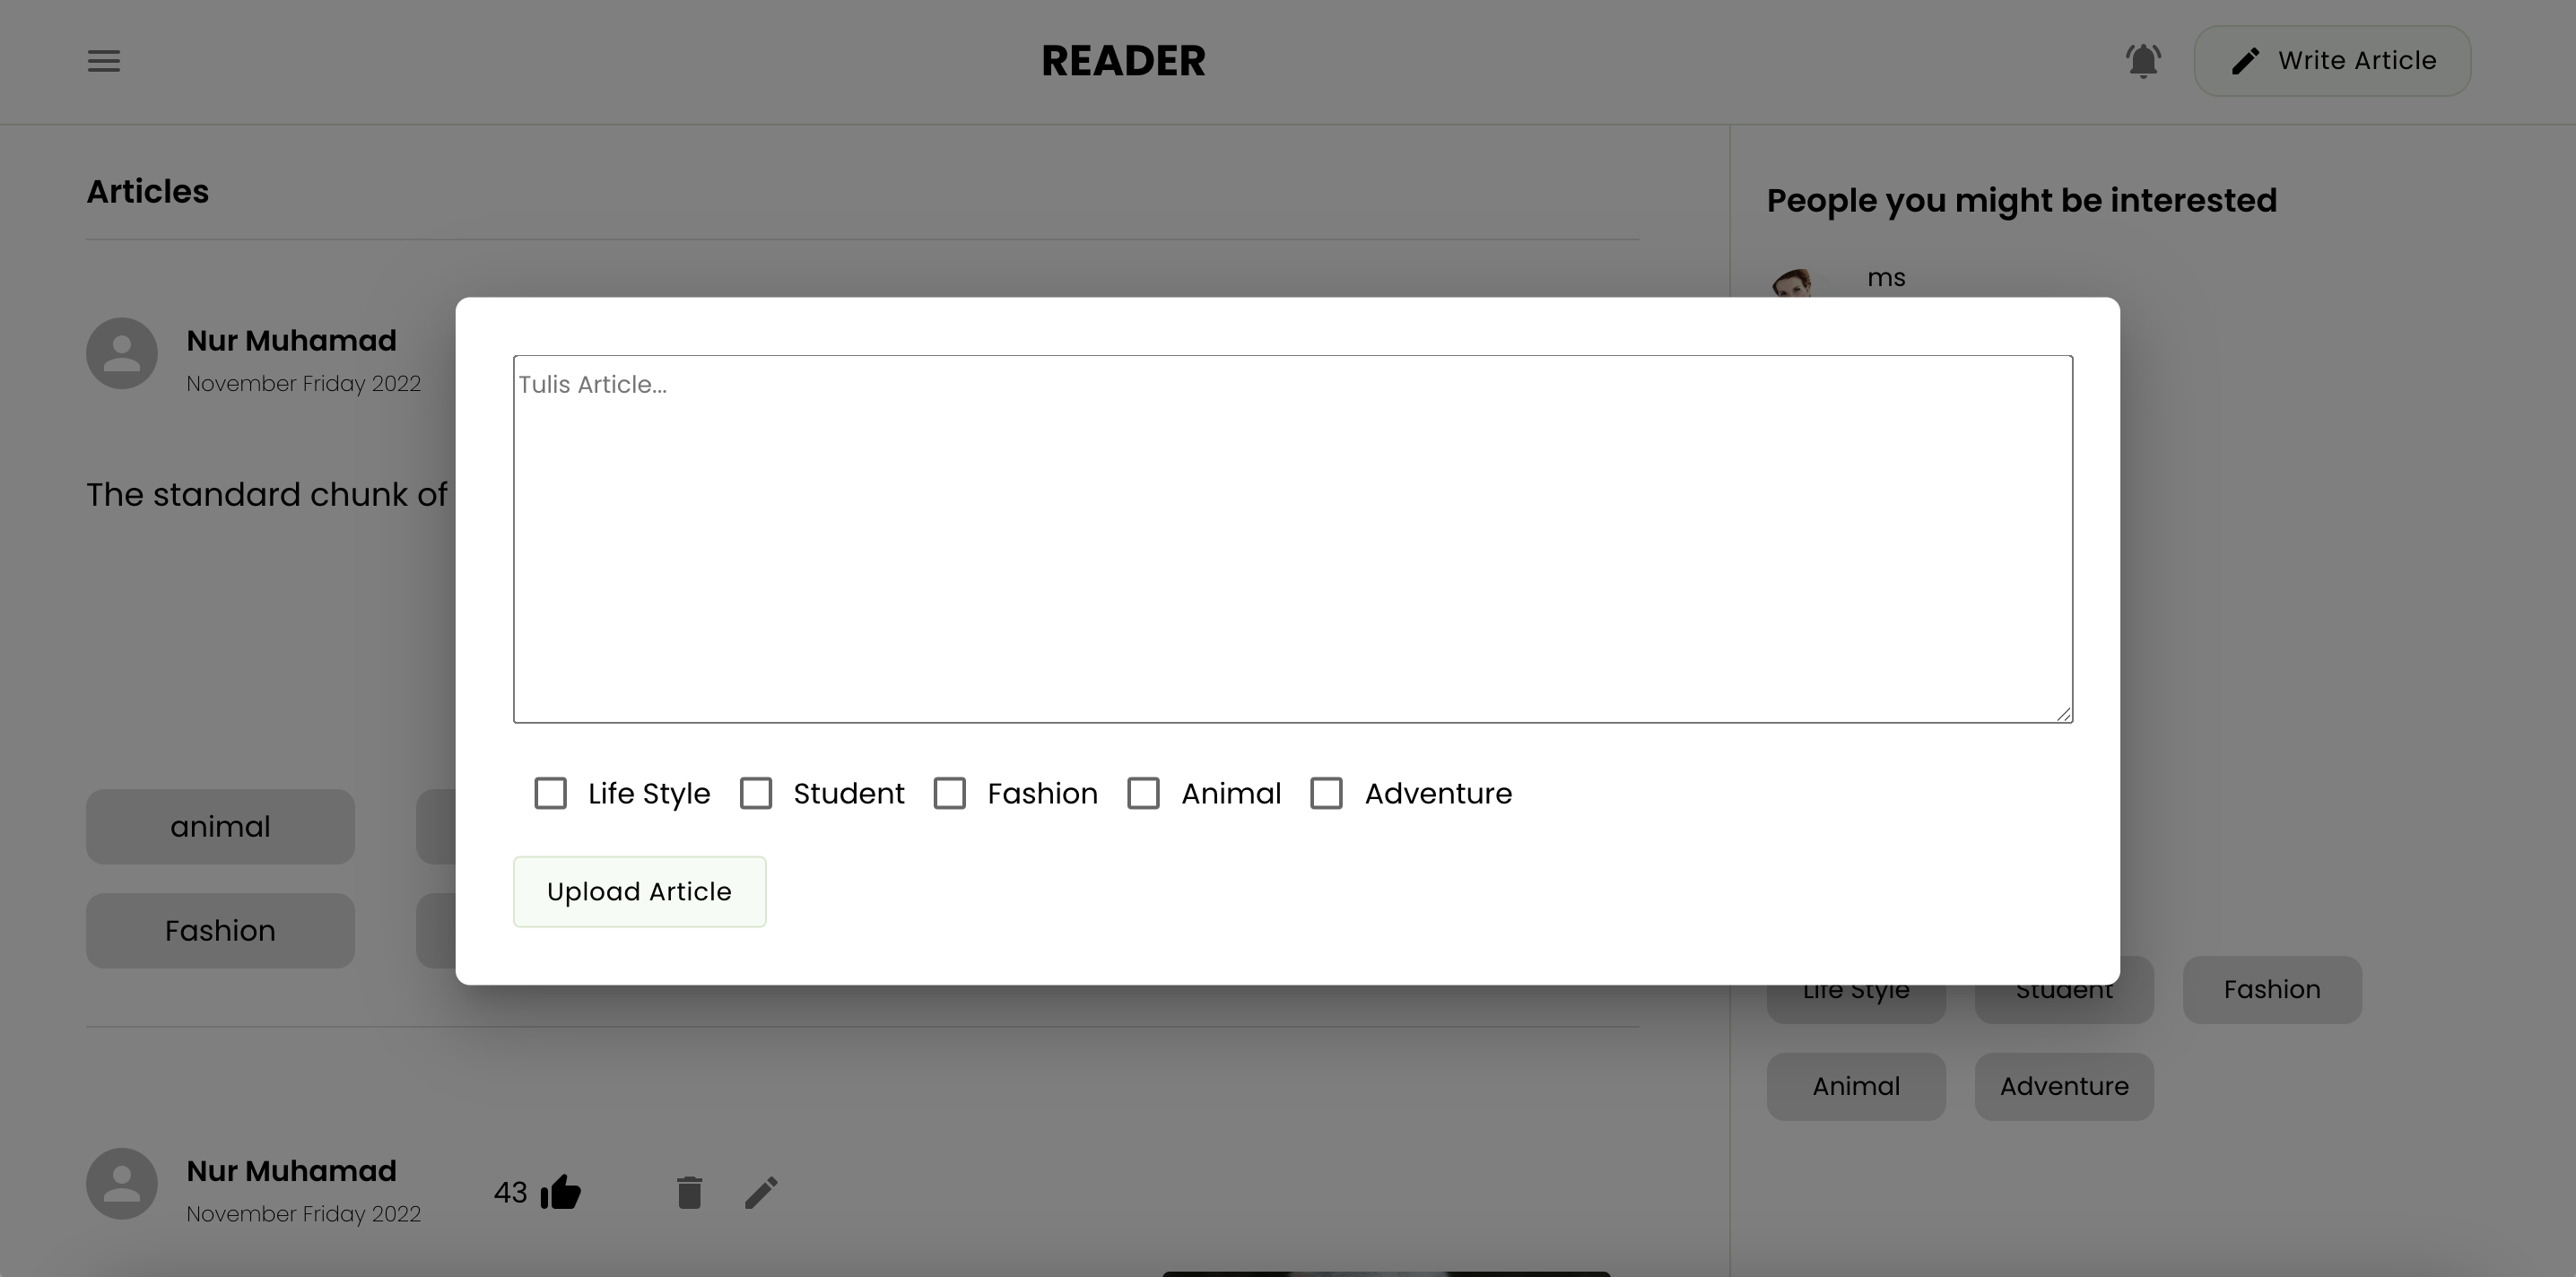 READER
Write Article
Articles
People you might be interested
ms
Nur Muhamad
November Friday 2022
The standard chunk of
Tulis Article...
Life Style
Student
Fashion
Animal
Adventure
Upload Article
animal
Fashion
Life Style
Student
Fashion
Animal
Adventure
Nur Muhamad
November Friday 2022
43